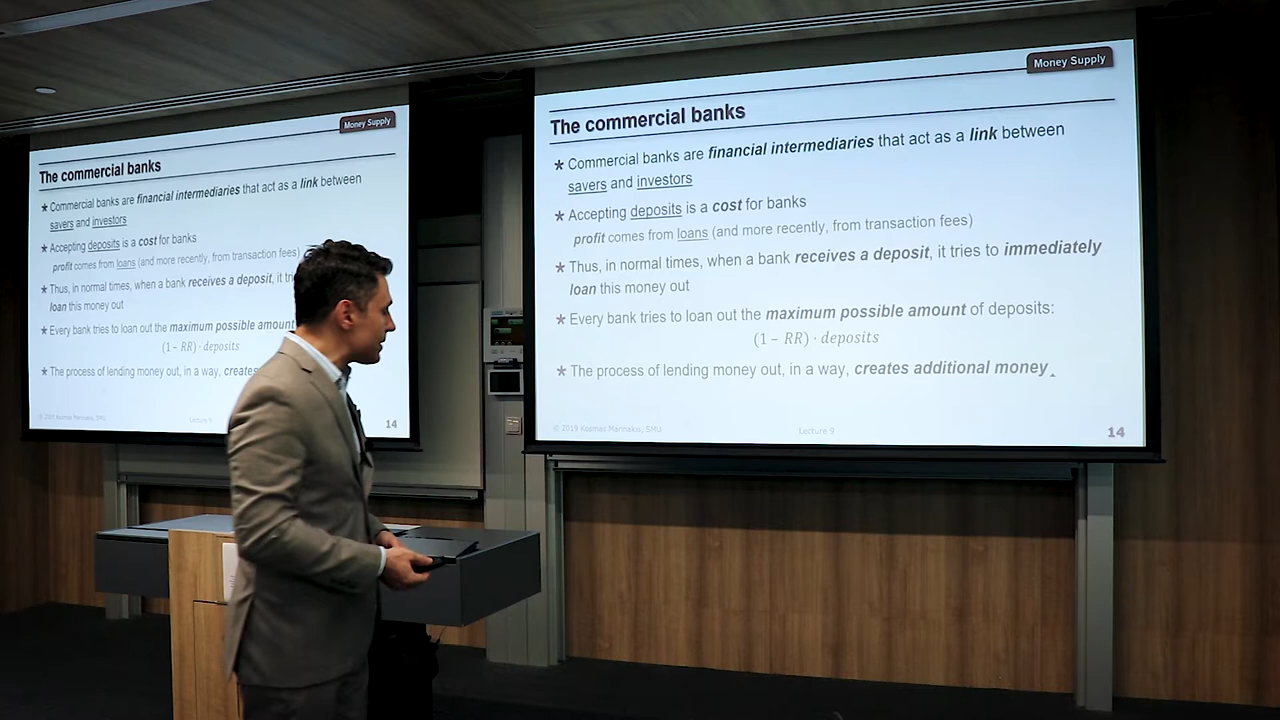 Money Supply
The commercial banks
* Commercial banks are financial intermediaries that act as a link between
savers and investors
* Accepting deposits is a cost for banks
profit comes from loans (and more recently, from transaction fees)
* Thus, in normal times, when a bank receives a deposit, it tri
loan this money out
* Every bank tries to loan out the maximum possible amount
(1 – RR) · deposits
* The process of lending money out, in a way, creates
© 2019 Kosmas Marinakis, SMU
Lecture 9
14
Money Supply
The commercial banks
* Commercial banks are financial intermediaries that act as a link between
savers and investors
* Accepting deposits is a cost for banks
profit comes from loans (and more recently, from transaction fees)
* Thus, in normal times, when a bank receives a deposit, it tries to immediately
loan this money out
* Every bank tries to loan out the maximum possible amount of deposits:
(1 – RR) · deposits
* The process of lending money out, in a way, creates additional money
© 2019 Kosmas Marinakis, SMU
Lecture 9
14